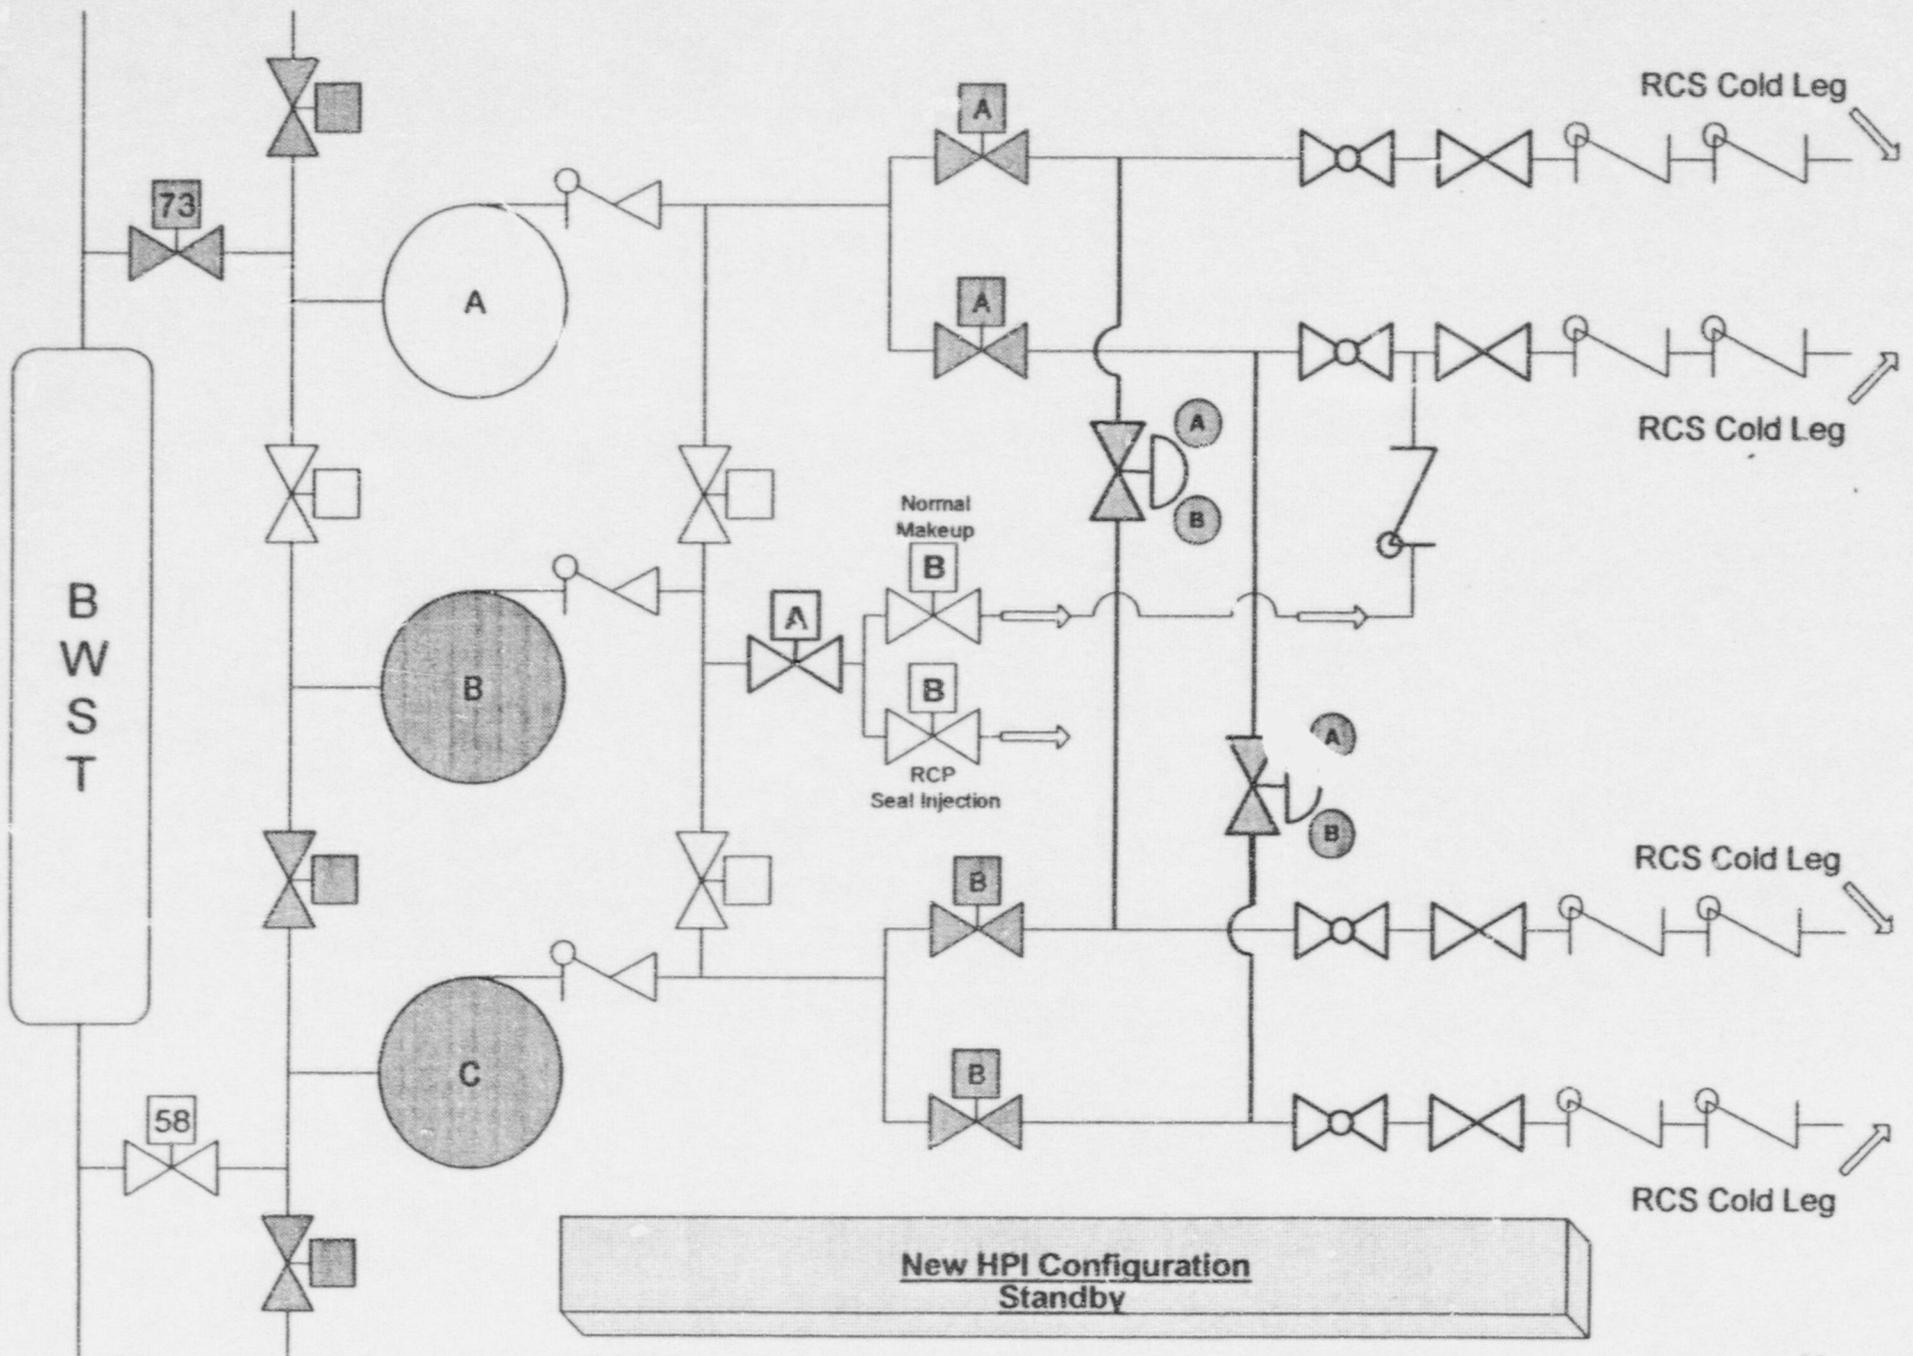 RCS Cold Leg
A
73
A
A
RCS Cold Leg
A
B
Normal
Makeup
B
A
BWST
B
B
RCP
Seal Injection
A
B
B
RCS Cold Leg
C
B
58
RCS Cold Leg
New HPI Configuration
Standby